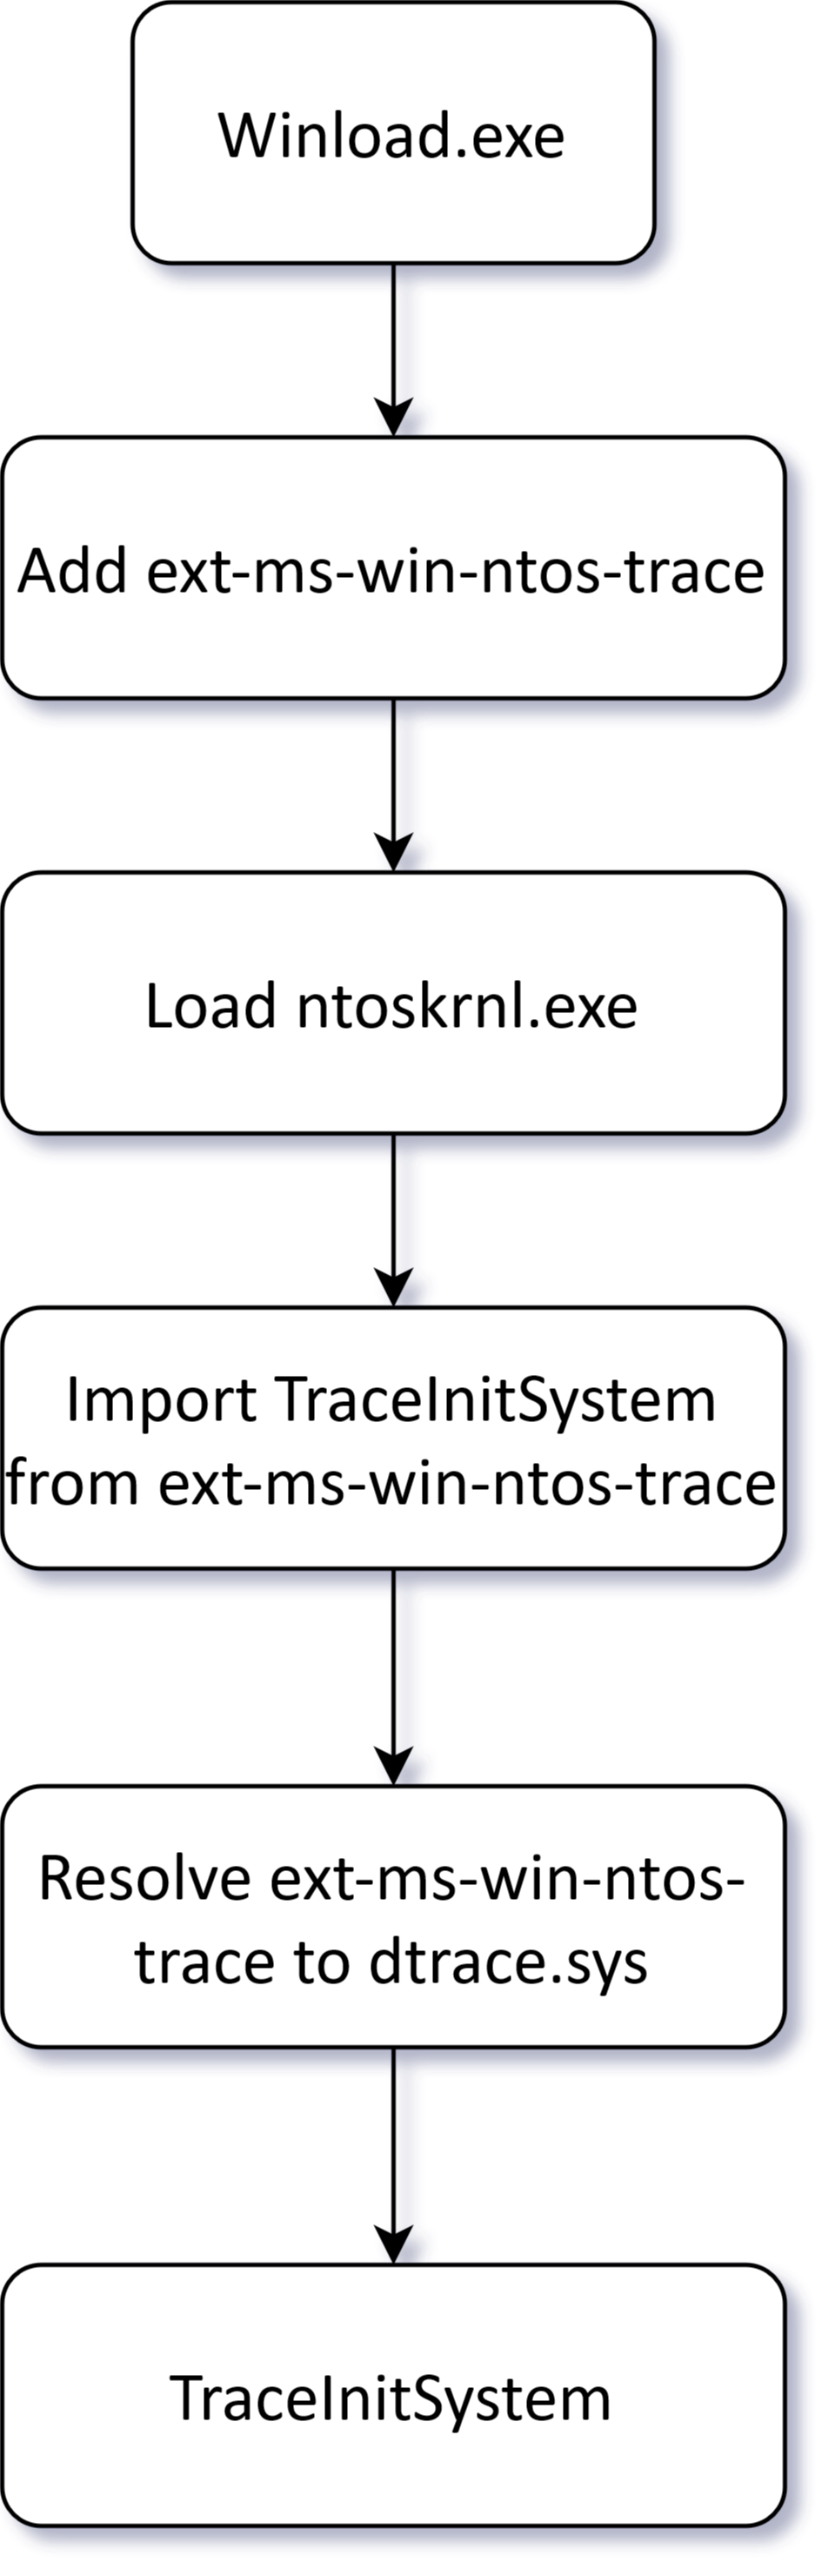 Winload.exe
Add ext-ms-win-ntos-trace
Load ntoskrnl.exe
Import TraceInitSystem
from ext-ms-win-ntos-trace
Resolve ext-ms-win-ntos-
trace to dtrace.sys
TraceInitSystem